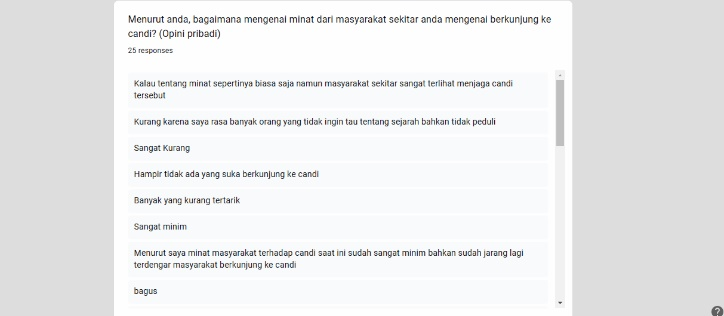 Menurut anda, bagaimana mengenai minat dari masyarakat sekitar anda mengenai berkunjung ke
candi? (Opini pribadi)
25 responses
Kalau tentang minat sepertinya biasa saja namun masyarakat sekitar sangat terlihat menjaga candi
tersebut
Kurang karena saya rasa banyak orang yang tidak ingin tau tentang sejarah bahkan tidak peduli
Sangat Kurang
Hampir tidak ada yang suka berkunjung ke candi
Banyak yang kurang tertarik
Sangat minim
Menurut saya minat masyarakat terhadap candi saat ini sudah sangat minim bahkan sudah jarang lagi
terdengar masyarakat berkunjung ke candi
bagus
?